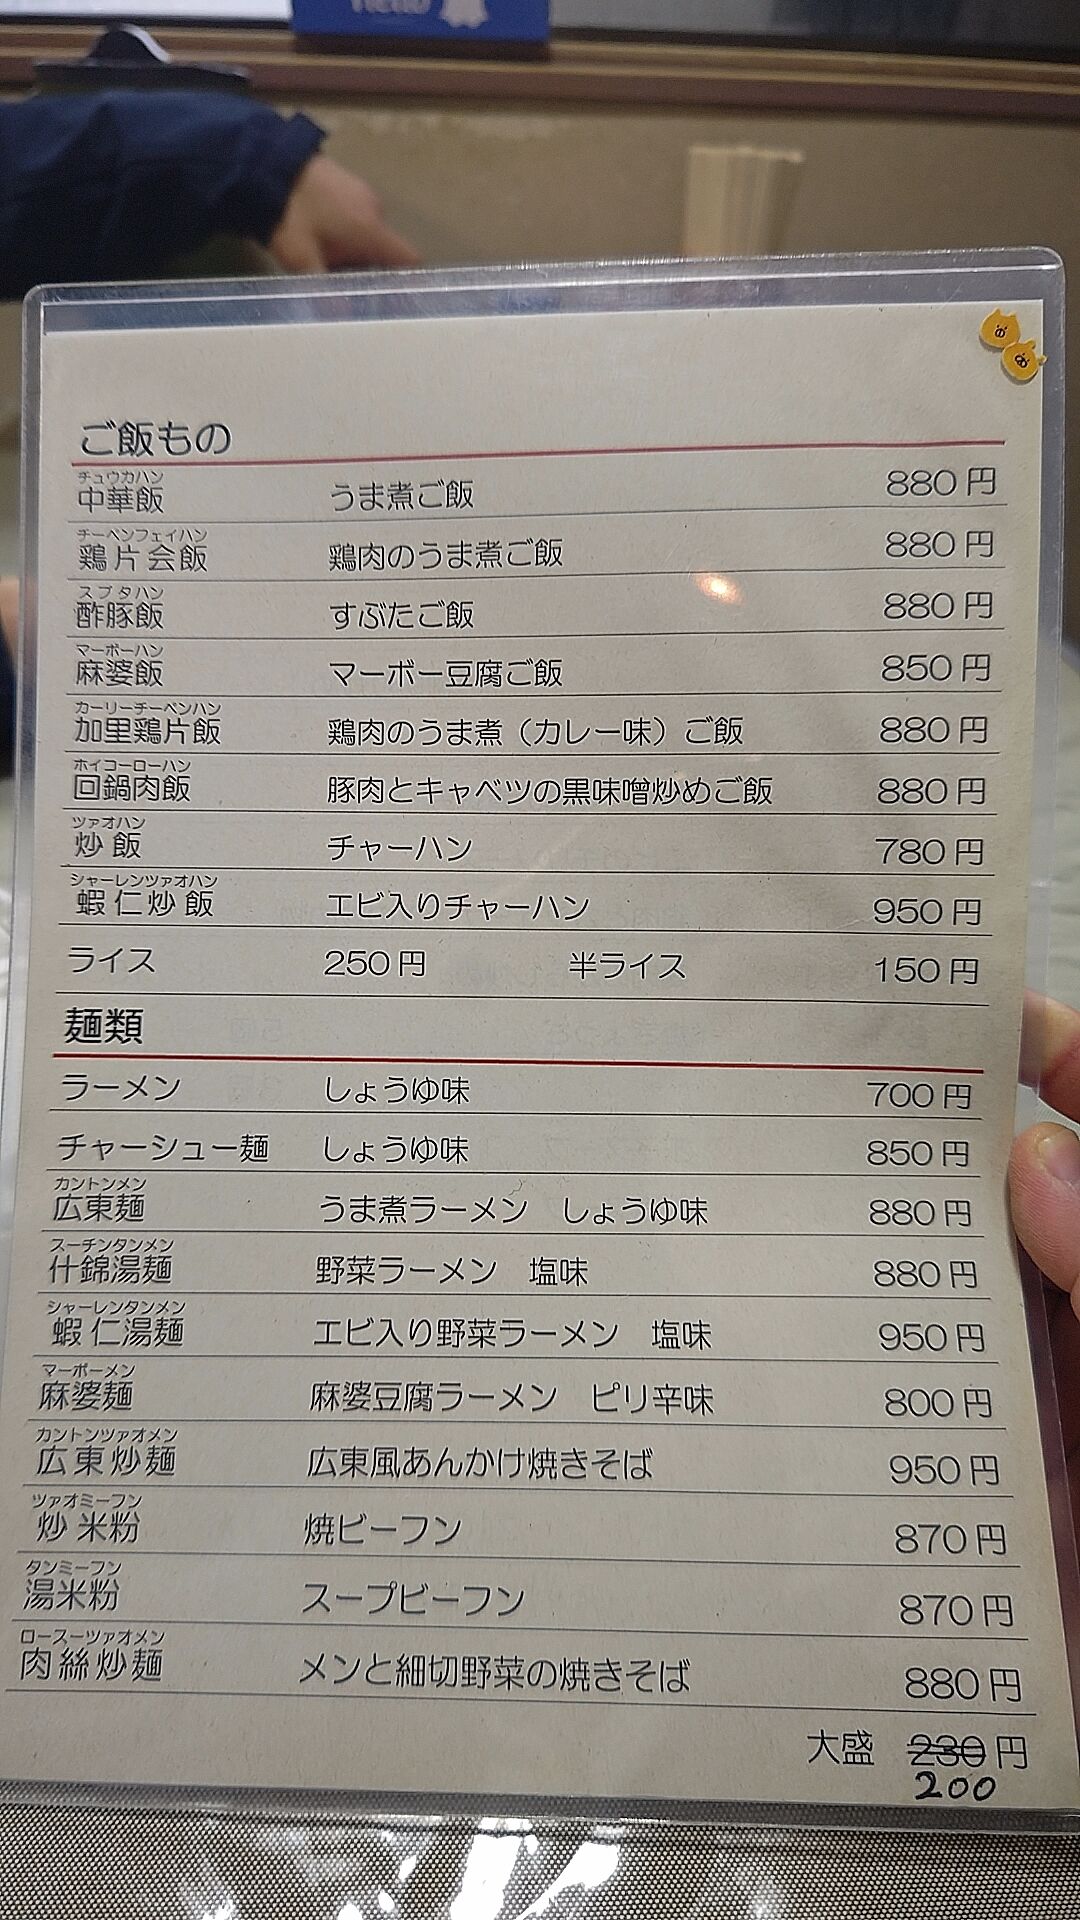 Hello
ご飯もの
チュウカハン
中華飯 うま煮ご飯 880円
チーペンフェイハン
鶏片会飯 鶏肉のうま煮ご飯 880円
スブタハン
酢豚飯 すぶたご飯 880円
マーボーハン
麻婆飯 マーボー豆腐ご飯 850円
カーリーチーペンハン
加里鶏片飯 鶏肉のうま煮（カレー味）ご飯 880円
ホイコーローハン
回鍋肉飯 豚肉とキャベツの黒味噌炒めご飯 880円
ツァオハン
炒飯 チャーハン 780円
シャーレンツァオハン
蝦仁炒飯 エビ入りチャーハン 950円
ライス 250円 半ライス 150円
麺類
ラーメン しょうゆ味 700円
チャーシュー麺 しょうゆ味 850円
カントンメン
広東麺 うま煮ラーメン しょうゆ味 880円
スーチンタンメン
什錦湯麺 野菜ラーメン 塩味 880円
シャーレンタンメン
蝦仁湯麺 エビ入り野菜ラーメン 塩味 950円
マーボーメン
麻婆麺 麻婆豆腐ラーメン ピリ辛味 800円
カントンツァオメン
広東炒麺 広東風あんかけ焼きそば 950円
ツァオミーフン
炒米粉 焼ビーフン 870円
タンミーフン
湯米粉 スープビーフン 870円
ロースーツァオメン
肉絲炒麺 メンと細切野菜の焼きそば 880円
大盛 230円
200